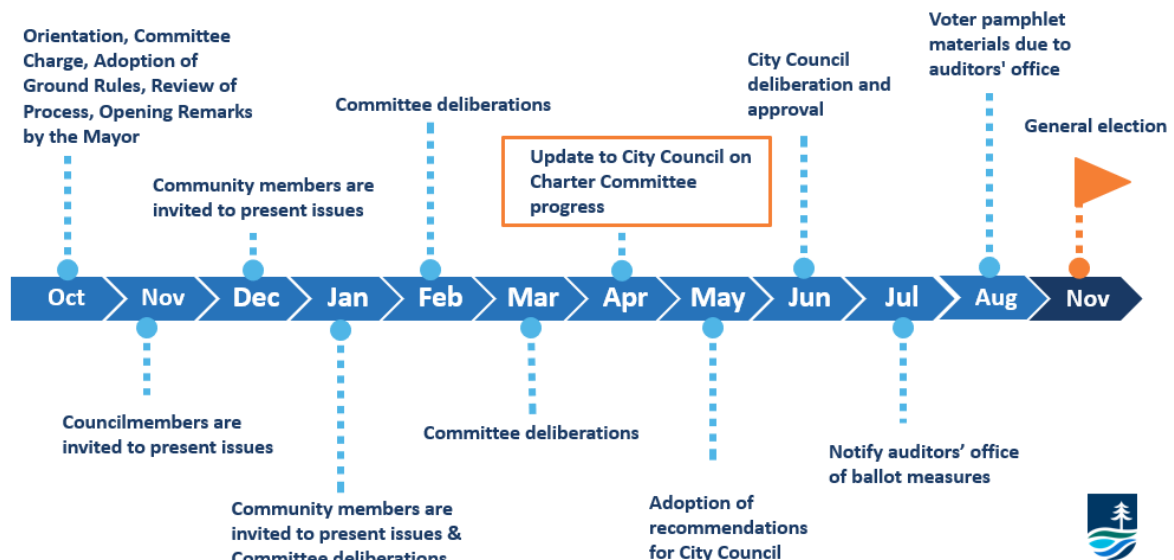 Orientation, Committee
Charge, Adoption of
Ground Rules, Review of
Process, Opening Remarks
by the Mayor
Community members are
invited to present issues
Committee deliberations
Update to City Council on
Charter Committee
progress
City Council
deliberation and
approval
Voter pamphlet
materials due to
auditors' office
General election
Oct
Nov
Dec
Jan
Feb
Mar
Apr
May
Jun
Jul
Aug
Nov
Councilmembers are
invited to present issues
Community members are
invited to present issues &
Committee deliberations
Committee deliberations
Adoption of
recommendations
for City Council
Notify auditors’ office
of ballot measures